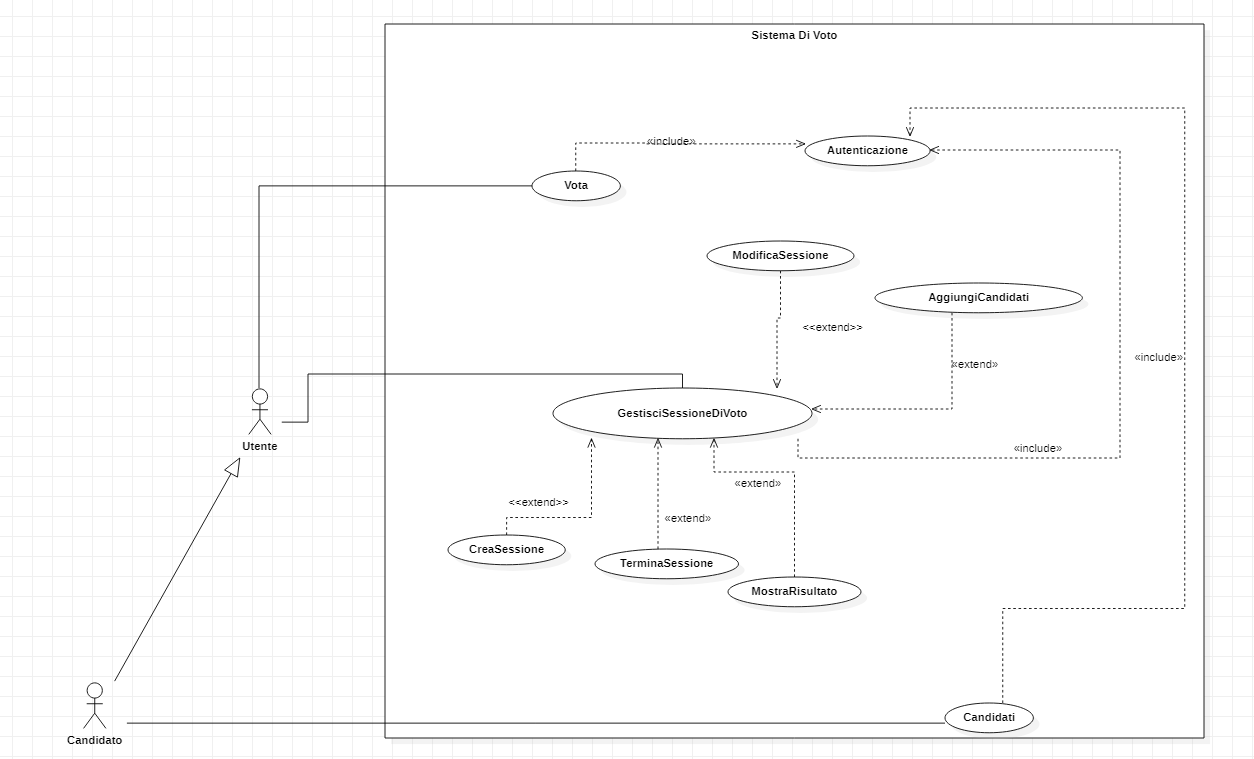 Sistema Di Voto
«include»
Autenticazione
Vota
ModificaSessione
AggiungiCandidati
<<extend>>
«include»
«extend»
GestisciSessioneDiVoto
Utente
«include»
«extend»
<<extend>>
«extend»
CreaSessione
TerminaSessione
MostraRisultato
Candidati
Candidato